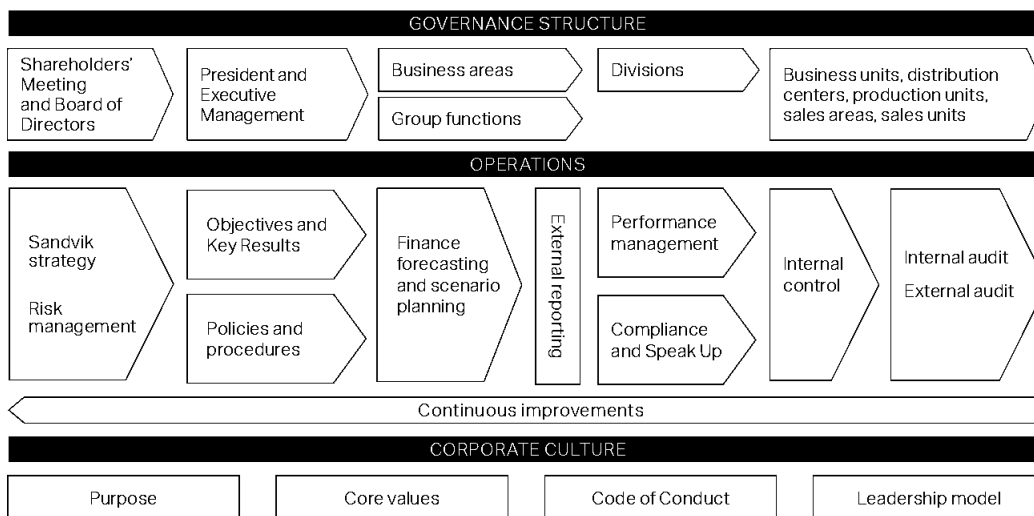 GOVERNANCE STRUCTURE
Shareholders'
Meeting
and Board of
Directors
President and
Executive
Management
Business areas
Group functions
Divisions
Business units, distribution
centers, production units,
sales areas, sales units
OPERATIONS
Sandvik
strategy
Risk
management
Objectives and
Key Results
Policies and
procedures
Finance
forecasting
and scenario
planning
External reporting
Performance
management
Compliance
and Speak Up
Internal
control
Internal audit
External audit
Continuous improvements
CORPORATE CULTURE
Purpose
Core values
Code of Conduct
Leadership model